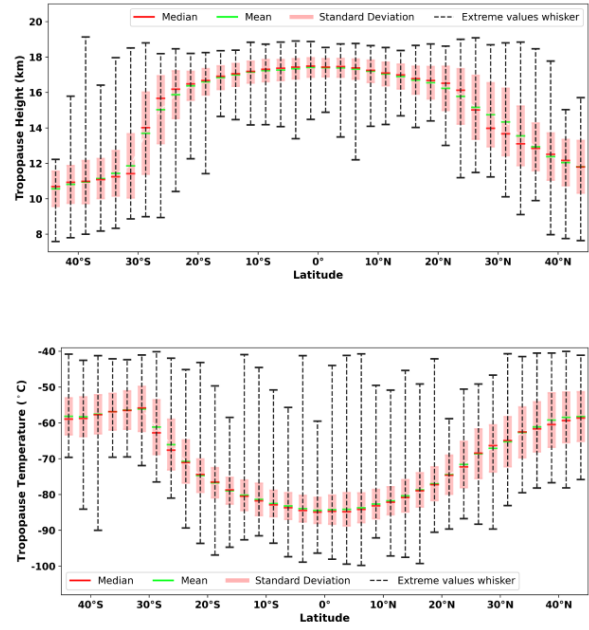 Median Mean Standard Deviation Extreme values whisker
Tropopause Height (km)
20
18
16
14
12
10
8
40°S 30°S 20°S 10°S 0° 10°N 20°N 30°N 40°N
Latitude
Tropopause Temperature (°C)
-40
-50
-60
-70
-80
-90
-100
Median Mean Standard Deviation Extreme values whisker
40°S 30°S 20°S 10°S 0° 10°N 20°N 30°N 40°N
Latitude